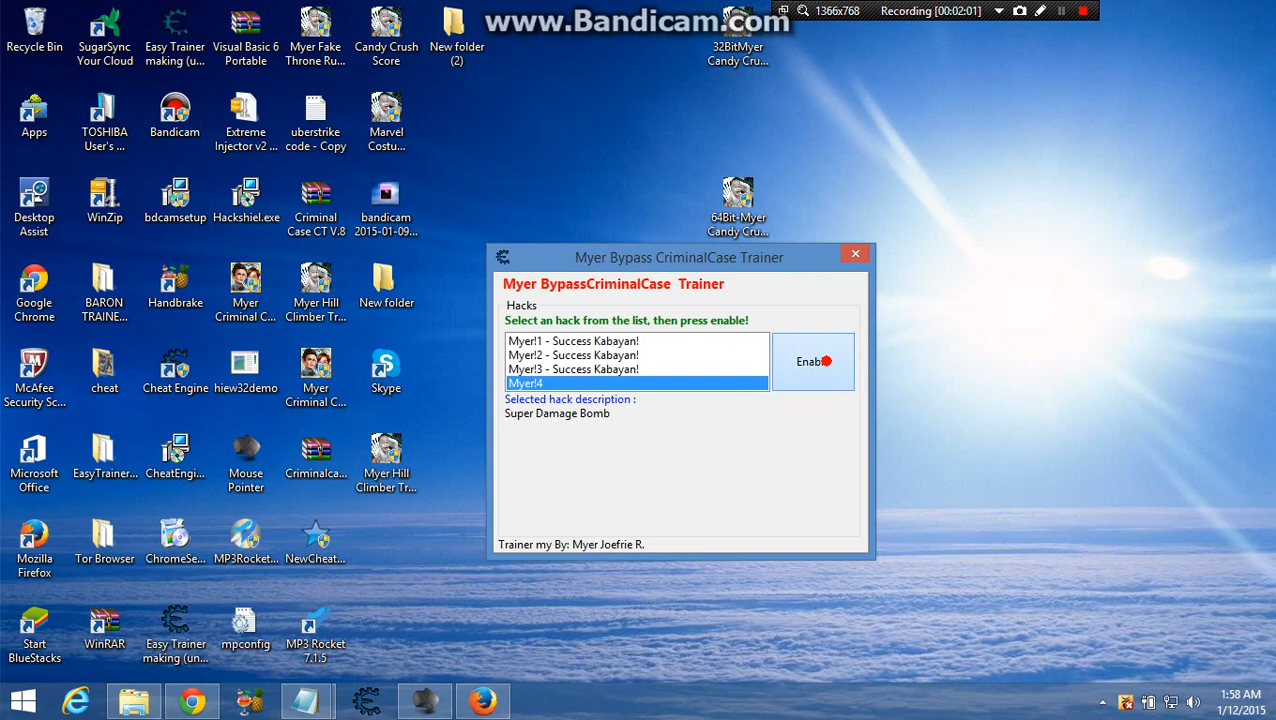 www.Bandicam.com
1366x768
Recording [00:02:01]
Recycle Bin
SugarSync
Your Cloud
Easy Trainer
making (u...
Visual Basic 6
Portable
Myer Fake
Throne Ru...
Candy Crush
Score
New folder
(2)
32BitMyer
Candy Cru...
Apps
TOSHIBA
User's ...
Bandicam
Extreme
Injector v2 ...
uberstrike
code - Copy
Marvel
Costu...
Desktop
Assist
WinZip
bdcamsetup
Hackshiel.exe
Criminal
Case CT V.8
bandicam
2015-01-09...
64Bit-Myer
Candy Cru...
Google
Chrome
BARON
TRAINE...
Handbrake
Myer
Criminal C...
Myer Hill
Climber Tr...
New folder
McAfee
Security Sc...
cheat
Cheat Engine
hiew32demo
Myer
Criminal C...
Skype
Microsoft
Office
EasyTrainer...
CheatEngi...
Mouse
Pointer
Criminalca...
Myer Hill
Climber Tr...
Mozilla
Firefox
Tor Browser
ChromeSe...
MP3Rocket...
NewCheat...
Start
BlueStacks
WinRAR
Easy Trainer
making (un...
mpconfig
MP3 Rocket
7.1.5
Myer Bypass CriminalCase Trainer
Myer BypassCriminalCase Trainer
Hacks
Select an hack from the list, then press enable!
Myer!1 - Success Kabayan!
Myer!2 - Success Kabayan!
Myer!3 - Success Kabayan!
Myer!4
Selected hack description :
Super Damage Bomb
Trainer my By: Myer Joefrie R.
1:58 AM
1/12/2015